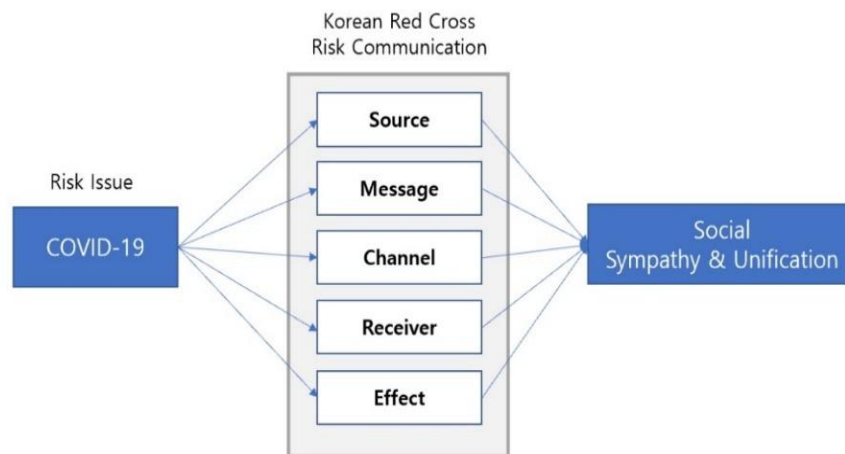 Korean Red Cross
Risk Communication
Source
Risk Issue
Message
COVID-19
Channel
Social
Sympathy & Unification
Receiver
Effect